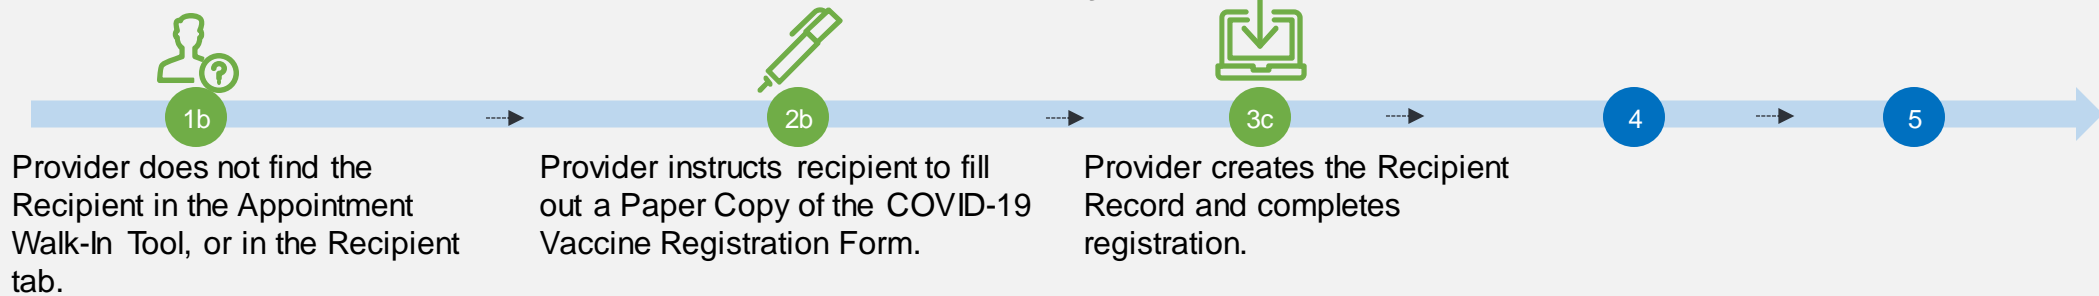 1b
2b
3c
4
5
Provider does not find the
Recipient in the Appointment
Walk-In Tool, or in the Recipient
tab.
Provider instructs recipient to fill
out a Paper Copy of the COVID-19
Vaccine Registration Form.
Provider creates the Recipient
Record and completes
registration.